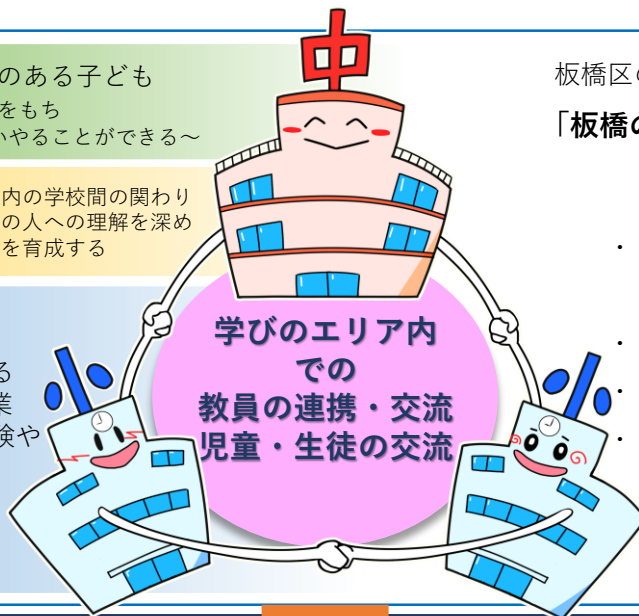 のある子ども
をもち
いやることができる～
内の学校間の関わり
の人への理解を深め
を育成する
る
業
験や
中
学びのエリア内
での
教員の連携・交流
児童・生徒の交流
小
小
板橋区の
「板橋の
・
・
・
・